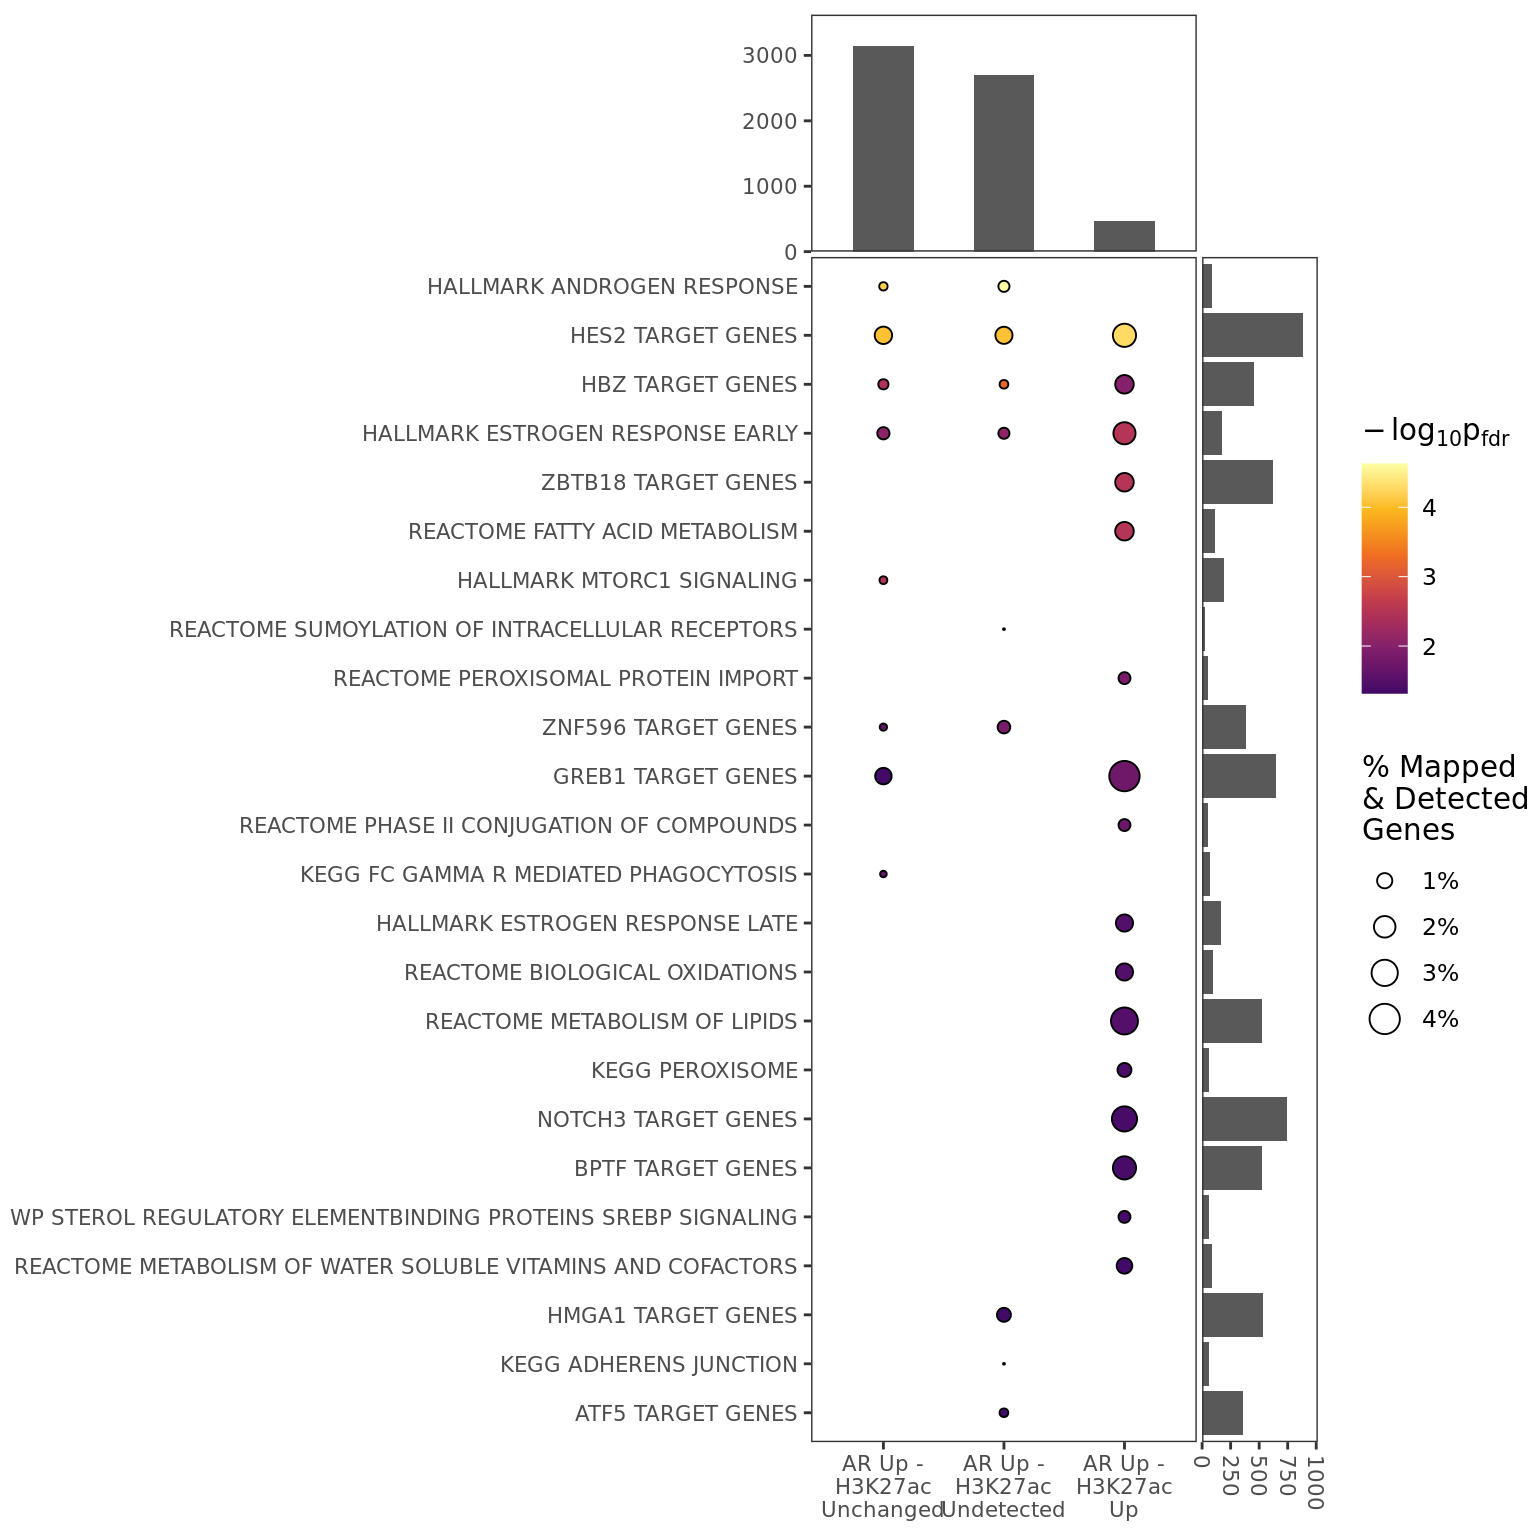 3000
2000
1000
0
HALLMARK ANDROGEN RESPONSE
HES2 TARGET GENES
HBZ TARGET GENES
HALLMARK ESTROGEN RESPONSE EARLY
ZBTB18 TARGET GENES
REACTOME FATTY ACID METABOLISM
HALLMARK MTORC1 SIGNALING
REACTOME SUMOYLATION OF INTRACELLULAR RECEPTORS
REACTOME PEROXISOMAL PROTEIN IMPORT
ZNF596 TARGET GENES
GREB1 TARGET GENES
REACTOME PHASE II CONJUGATION OF COMPOUNDS
KEGG FC GAMMA R MEDIATED PHAGOCYTOSIS
HALLMARK ESTROGEN RESPONSE LATE
REACTOME BIOLOGICAL OXIDATIONS
REACTOME METABOLISM OF LIPIDS
KEGG PEROXISOME
NOTCH3 TARGET GENES
BPTF TARGET GENES
WP STEROL REGULATORY ELEMENTBINDING PROTEINS SREBP SIGNALING
REACTOME METABOLISM OF WATER SOLUBLE VITAMINS AND COFACTORS
HMGA1 TARGET GENES
KEGG ADHERENS JUNCTION
ATF5 TARGET GENES
AR Up -
H3K27ac
Unchanged
AR Up -
H3K27ac
Undetected
AR Up -
H3K27ac
Up
0
250
500
750
1000
− log10pfdr
4
3
2
% Mapped
& Detected
Genes
1%
2%
3%
4%